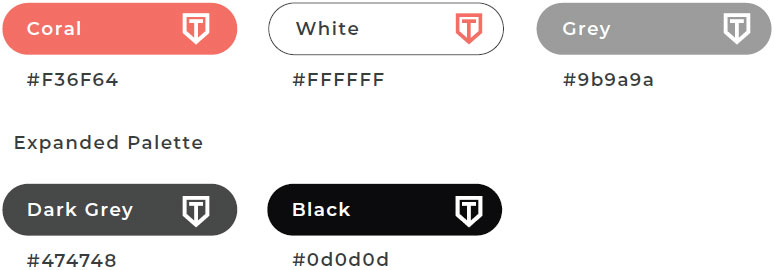 Coral White Grey
#F36F64 #FFFFFF #9b9a9a
Expanded Palette
Dark Grey Black
#474748 #0d0d0d